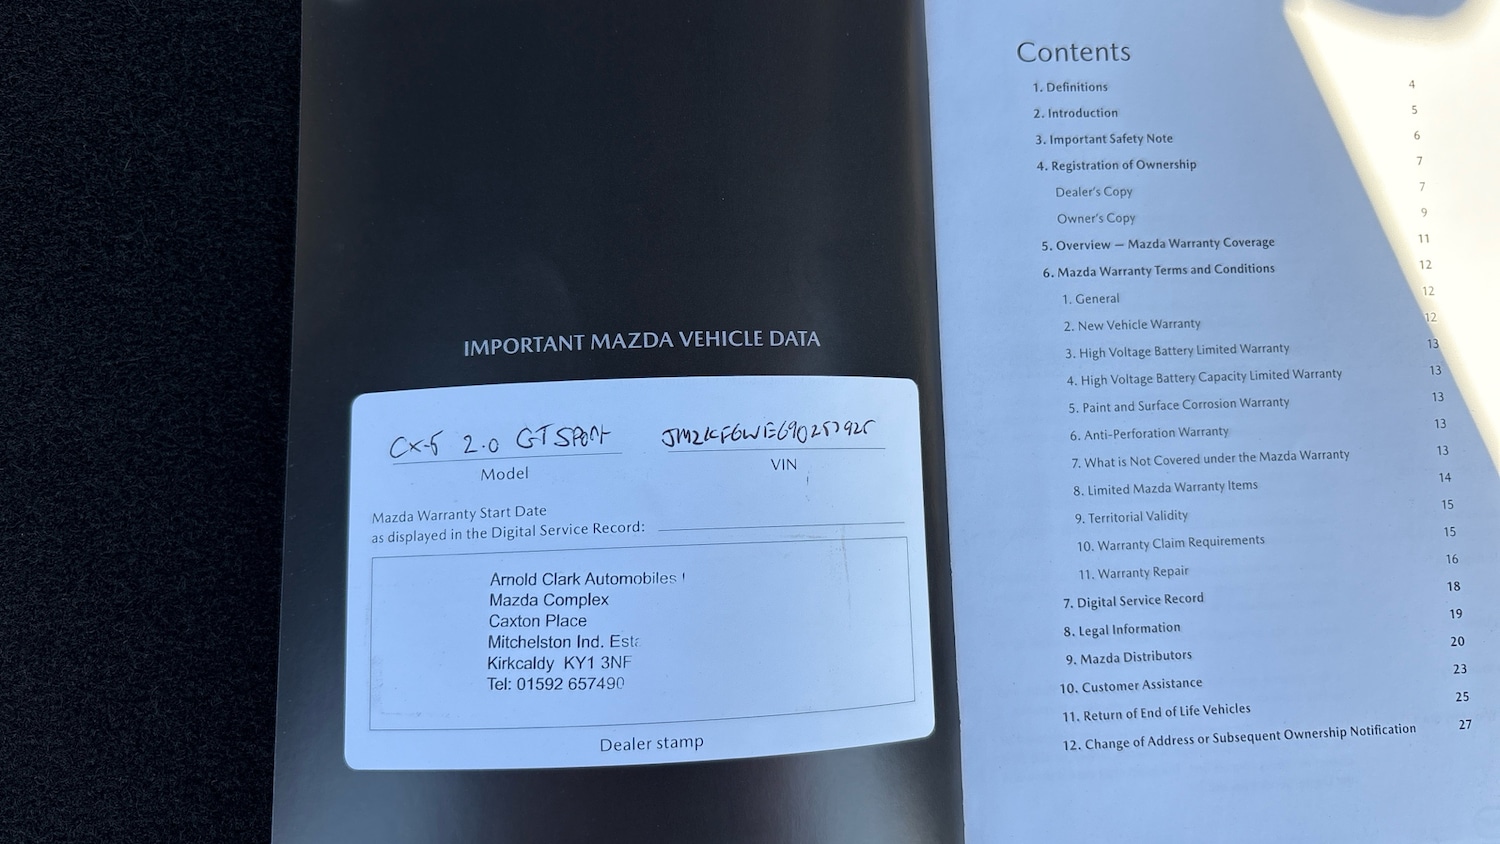 IMPORTANT MAZDA VEHICLE DATA
CX-5 2.0 GT SPORT
Model
VIN
Mazda Warranty Start Date
as displayed in the Digital Service Record:
Arnold Clark Automobiles
Mazda Complex
Caxton Place
Mitchelston Ind. Esta
Kirkcaldy KY1 3NF
Tel: 01592 657490
Dealer stamp
Contents
1. Definitions 4
2. Introduction 5
3. Important Safety Note 6
4. Registration of Ownership 7
Dealer's Copy 7
Owner's Copy 9
5. Overview — Mazda Warranty Coverage 11
6. Mazda Warranty Terms and Conditions 12
1. General 12
2. New Vehicle Warranty 12
3. High Voltage Battery Limited Warranty 13
4. High Voltage Battery Capacity Limited Warranty 13
5. Paint and Surface Corrosion Warranty 13
6. Anti-Perforation Warranty 13
7. What is Not Covered under the Mazda Warranty 13
8. Limited Mazda Warranty Items 14
9. Territorial Validity 15
10. Warranty Claim Requirements 15
11. Warranty Repair 16
7. Digital Service Record 18
8. Legal Information 19
9. Mazda Distributors 20
10. Customer Assistance 23
11. Return of End of Life Vehicles 25
12. Change of Address or Subsequent Ownership Notification 27